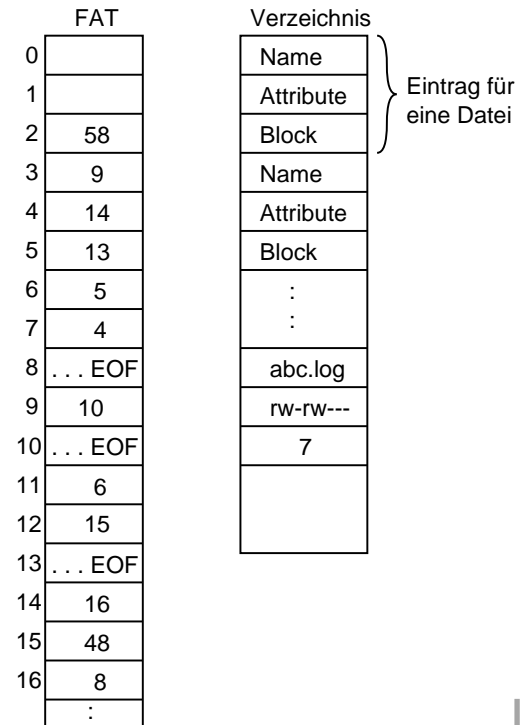 FAT Verzeichnis
0 Name
1 Attribute Eintrag für
eine Datei
2 58 Block
3 9 Name
4 14 Attribute
5 13 Block
6 5 :
7 4 :
8 . . . EOF abc.log
9 10 rw-rw---
10 . . . EOF 7
11 6
12 15
13 . . . EOF
14 16
15 48
16 8
: